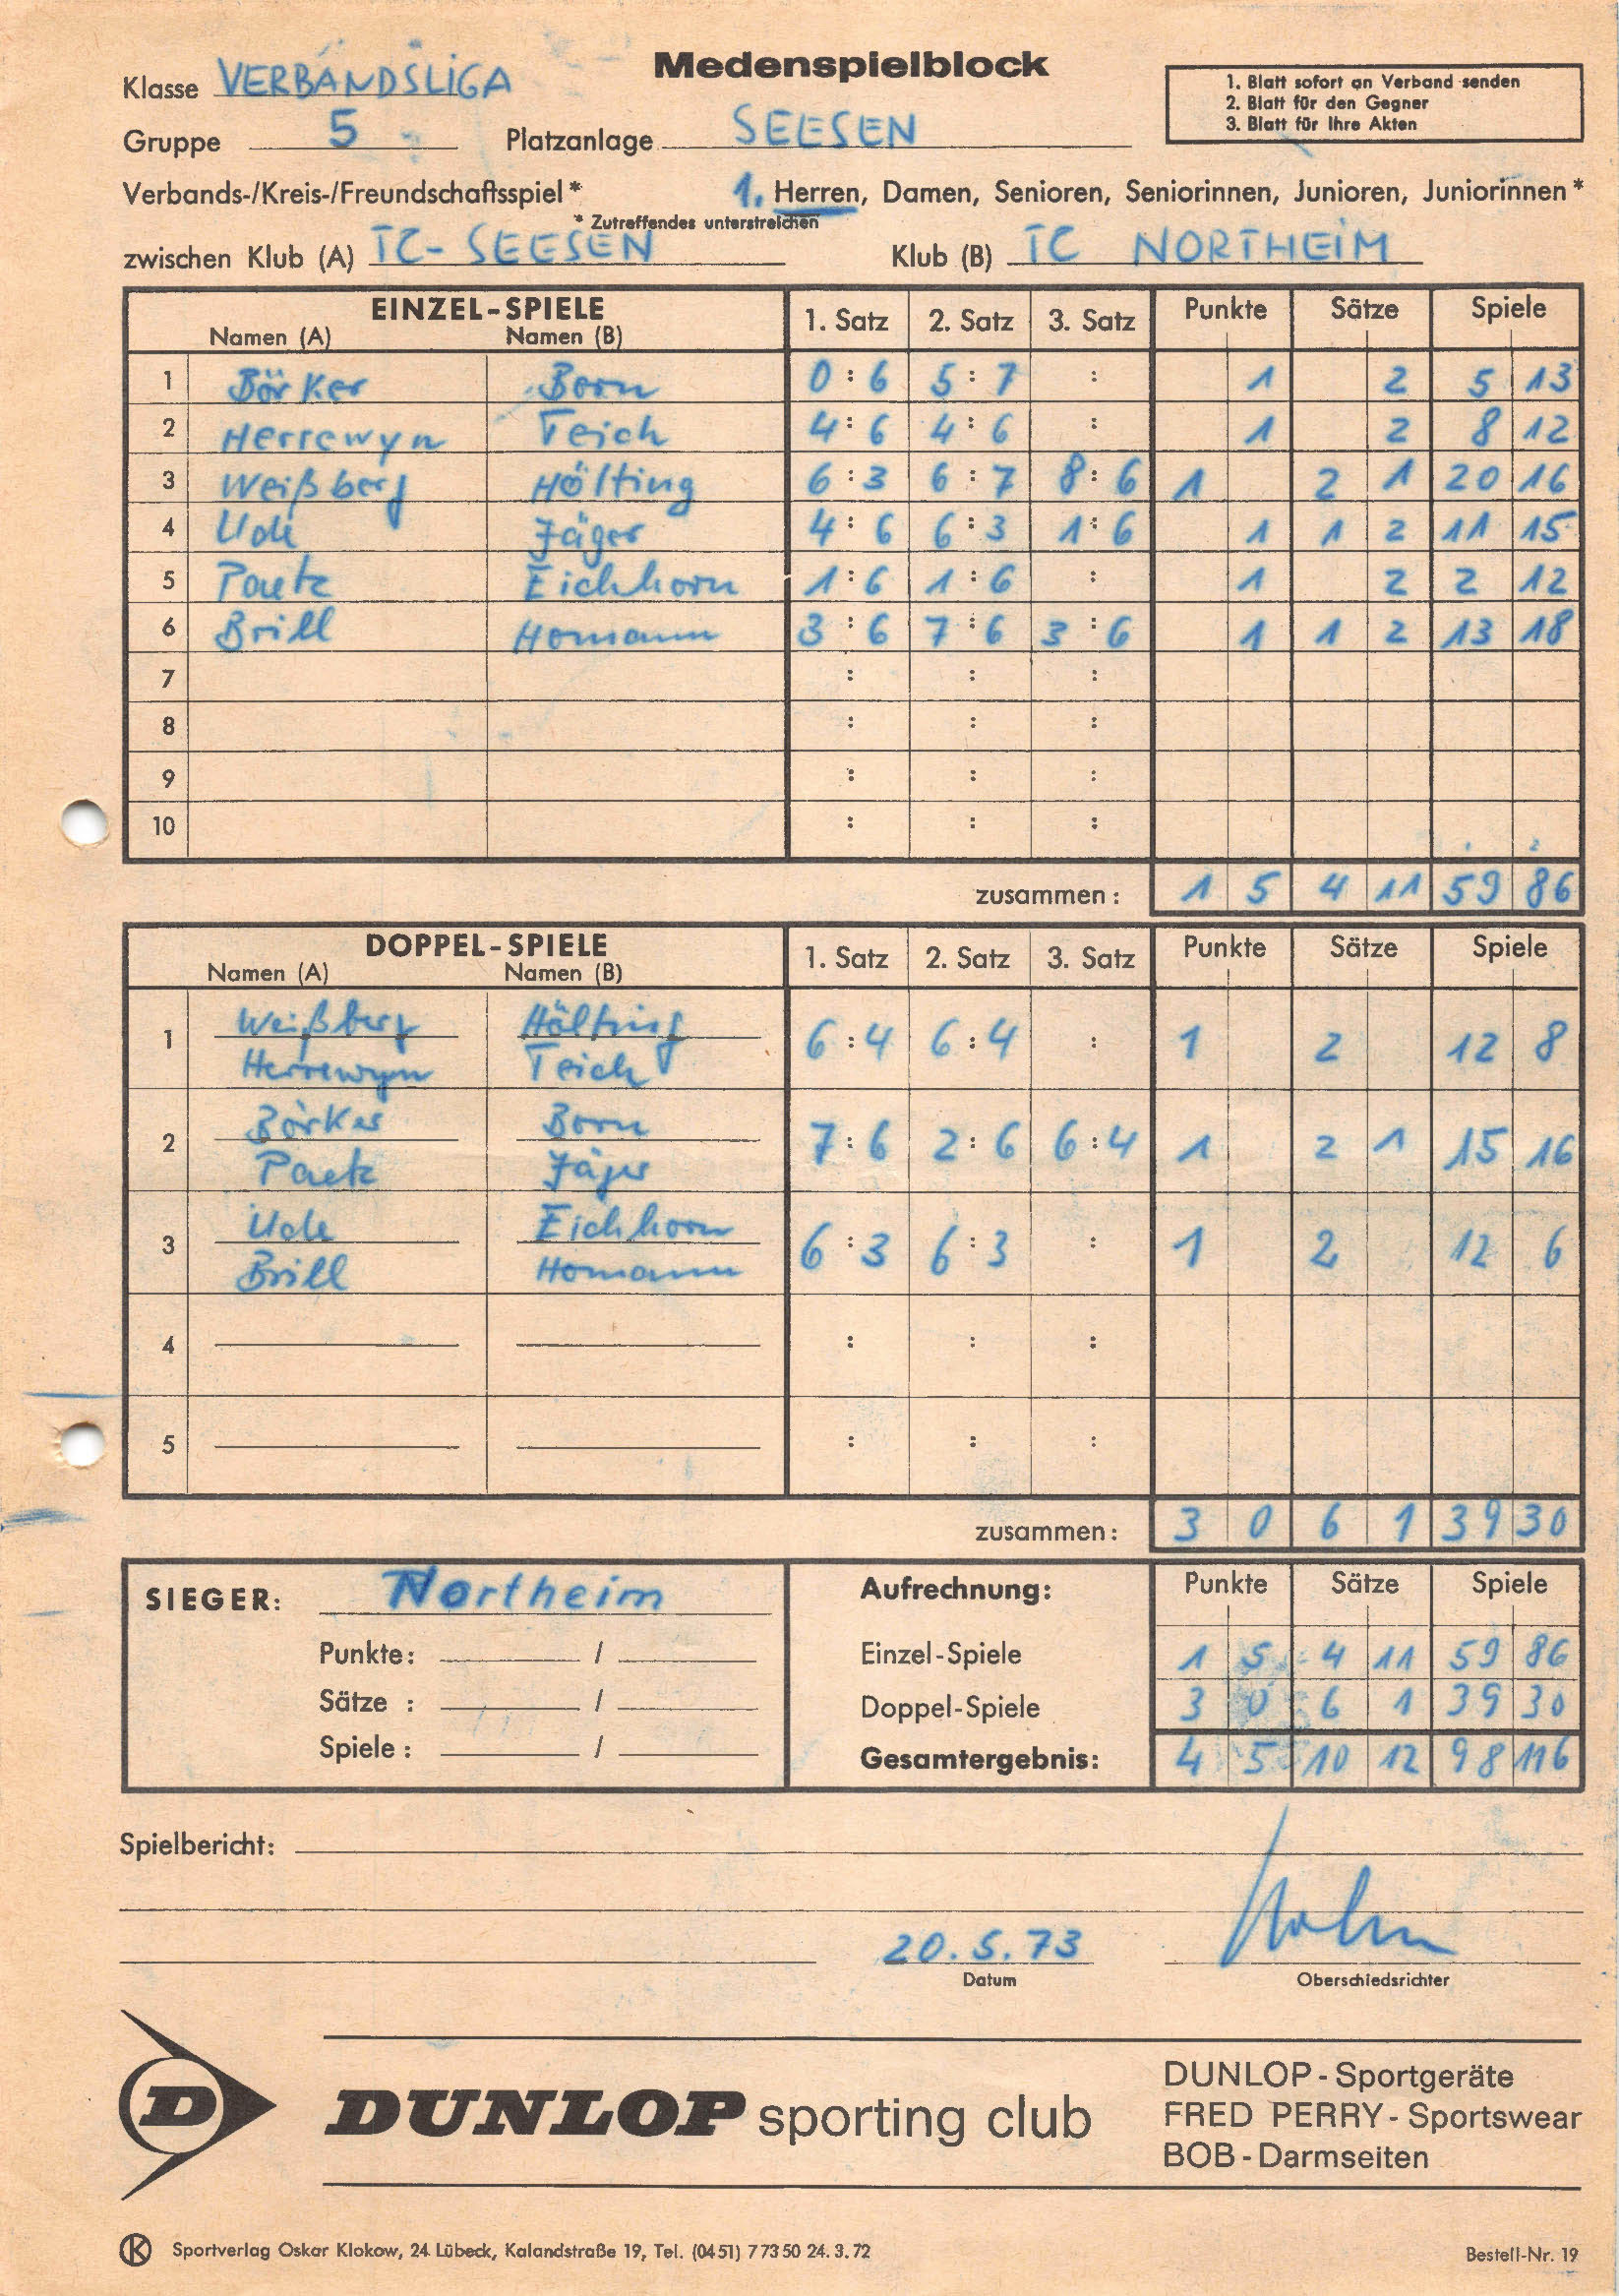 Medenspielblock
Klasse VERBANDSLIGA
1. Blatt sofort an Verband senden
2. Blatt für den Gegner
3. Blatt für Ihre Akten
Gruppe 5 Platzanlage SEESEN
Verbands-/Kreis-/Freundschaftsspiel* 1. Herren, Damen, Senioren, Seniorinnen, Junioren, Juniorinnen*
* Zutreffendes unterstreichen
zwischen Klub (A) TC-SEESEN Klub (B) TC NORTHEIM
EINZEL-SPIELE 1. Satz 2. Satz 3. Satz Punkte Sätze Spiele
Namen (A) Namen (B)
1 Börker Born 0:6 5:7 : 1 2 5 13
2 Herrewyn Teich 4:6 4:6 : 1 2 8 12
3 Weißberg Hölting 6:3 6:7 8:6 1 2 1 20 16
4 Ude Jäger 4:6 6:3 1:6 1 1 2 11 15
5 Paetz Eichhorn 1:6 1:6 : 1 2 2 12
6 Brill Homann 3:6 7:6 3:6 1 1 2 13 18
7 : : :
8 : : :
9 : : :
10 : : :
zusammen: 1 5 4 11 59 86
DOPPEL-SPIELE 1. Satz 2. Satz 3. Satz Punkte Sätze Spiele
Namen (A) Namen (B)
Weißberg Hölting
1 6:4 6:4 : 1 2 12 8
Herrewyn Teich
Börker Born
2 7:6 2:6 6:4 1 2 1 15 16
Paetz Jäger
Ude Eichhorn
3 6:3 6:3 : 1 2 12 6
Brill Homann
4 : : :
5 : : :
zusammen: 3 0 6 1 39 30
SIEGER: Northeim Aufrechnung: Punkte Sätze Spiele
Punkte: / Einzel-Spiele 1 5 4 11 59 86
Sätze : / Doppel-Spiele 3 0 6 1 39 30
Spiele : / Gesamtergebnis: 4 5 10 12 98 116
Spielbericht:
20.5.73
Datum Oberschiedsrichter
D DUNLOP sporting club
DUNLOP-Sportgeräte
FRED PERRY-Sportswear
BOB-Darmseiten
K Sportverlag Oskar Klokow, 24 Lübeck, Kalandstraße 19, Tel. (0451) 7 73 50 24.3.72 Bestell-Nr. 19